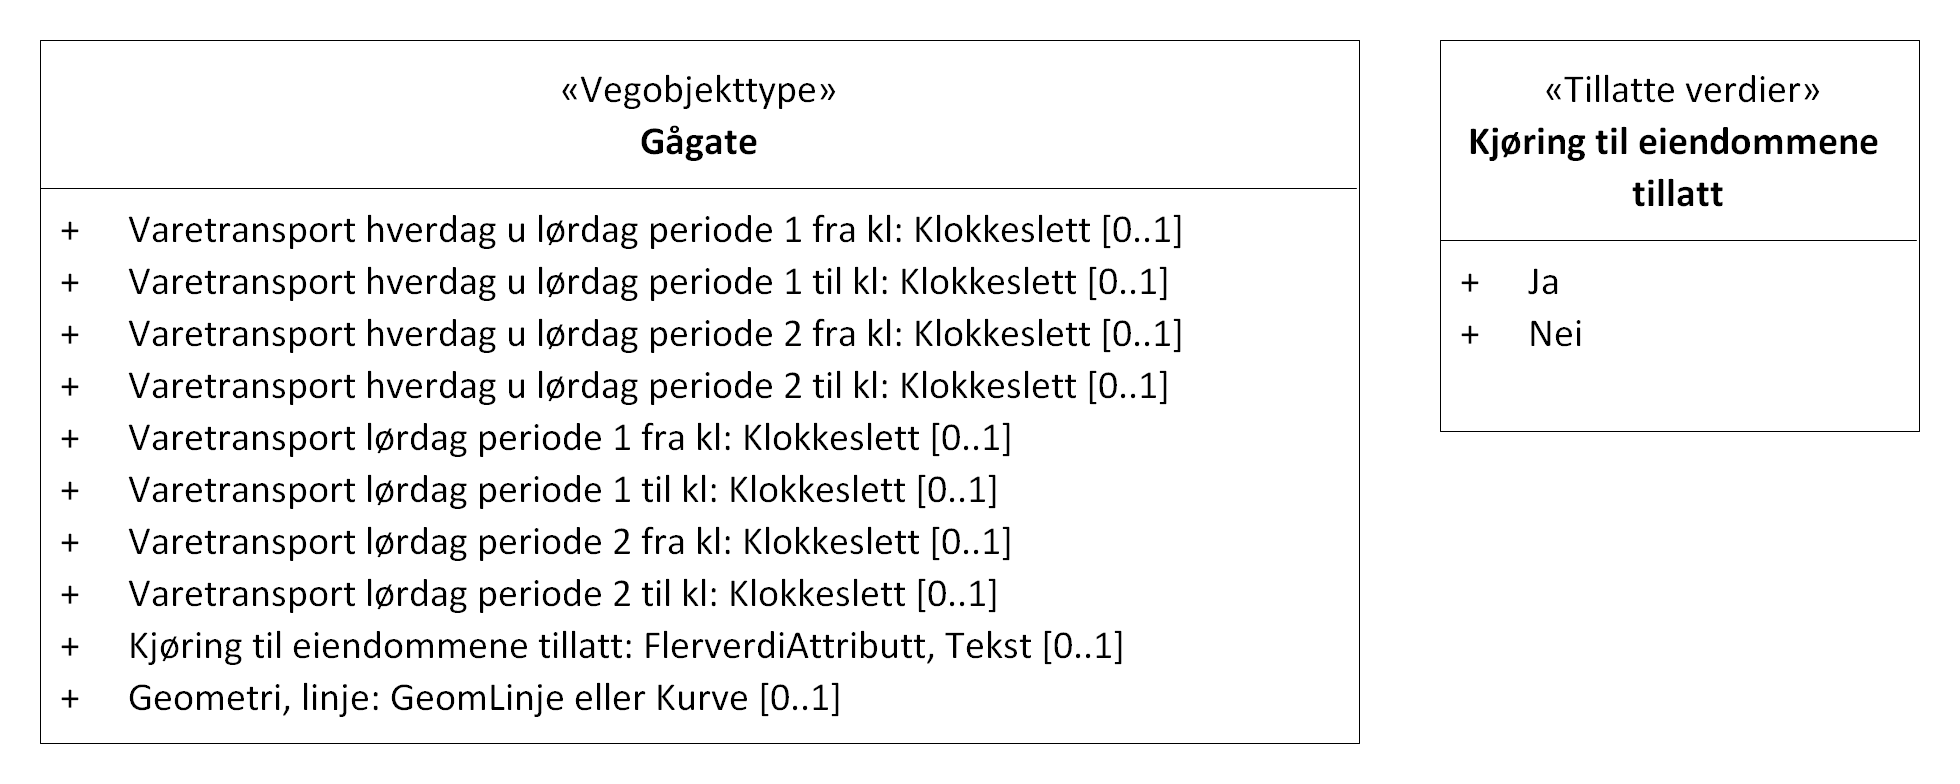 «Vegobjekttype»
Gågate
+ Varetransport hverdag u lørdag periode 1 fra kl: Klokkeslett [0..1]
+ Varetransport hverdag u lørdag periode 1 til kl: Klokkeslett [0..1]
+ Varetransport hverdag u lørdag periode 2 fra kl: Klokkeslett [0..1]
+ Varetransport hverdag u lørdag periode 2 til kl: Klokkeslett [0..1]
+ Varetransport lørdag periode 1 fra kl: Klokkeslett [0..1]
+ Varetransport lørdag periode 1 til kl: Klokkeslett [0..1]
+ Varetransport lørdag periode 2 fra kl: Klokkeslett [0..1]
+ Varetransport lørdag periode 2 til kl: Klokkeslett [0..1]
+ Kjøring til eiendommene tillatt: FlerverdiAttributt, Tekst [0..1]
+ Geometri, linje: GeomLinje eller Kurve [0..1]
«Tillatte verdier»
Kjøring til eiendommene
tillatt
+ Ja
+ Nei